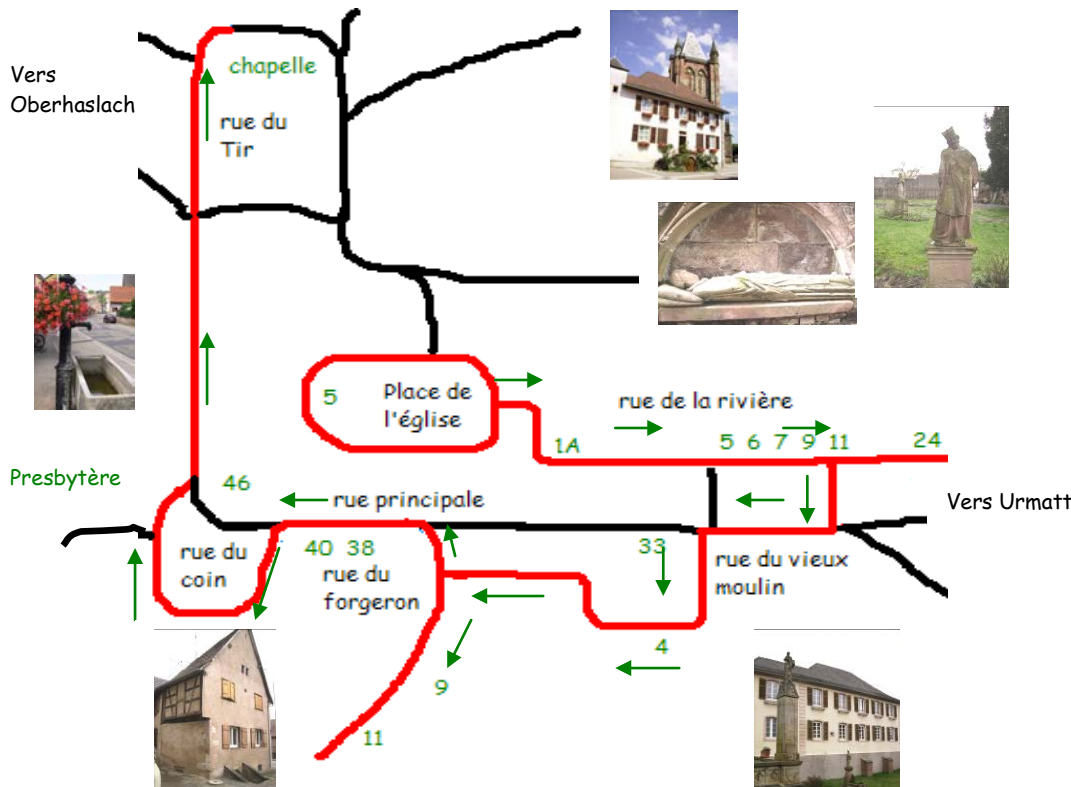 Vers
Oberhaslach
chapelle
rue du
Tir
5
Place de
l'église
rue de la rivière
1A
5 6 7 9 11
24
Presbytère
46
rue principale
Vers Urmatt
rue du
coin
40 38
rue du
forgeron
33
rue du vieux
moulin
4
9
11